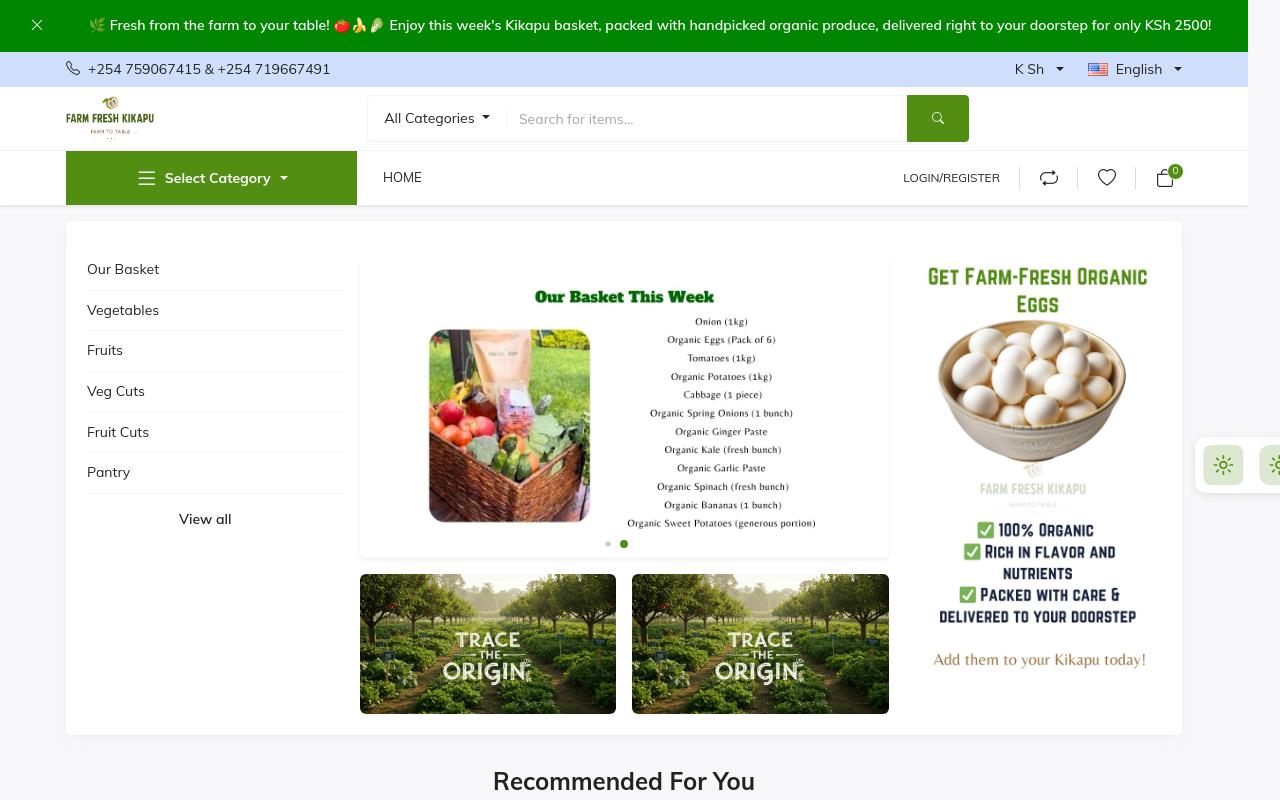 🌿 Fresh from the farm to your table! 🍅🍌🥬 Enjoy this week's Kikapu basket, packed with handpicked organic produce, delivered right to your doorstep for only KSh 2500!
+254 759067415 & +254 719667491
K Sh
English
FARM FRESH KIKAPU
FARM TO TABLE
All Categories
Search for items...
Select Category
HOME
LOGIN/REGISTER
0
Our Basket
Vegetables
Fruits
Veg Cuts
Fruit Cuts
Pantry
View all
Our Basket This Week
Onion (1kg)
Organic Eggs (Pack of 6)
Tomatoes (1kg)
Organic Potatoes (1kg)
Cabbage (1 piece)
Organic Spring Onions (1 bunch)
Organic Ginger Paste
Organic Kale (fresh bunch)
Organic Garlic Paste
Organic Spinach (fresh bunch)
Organic Bananas (1 bunch)
Organic Sweet Potatoes (generous portion)
TRACE
THE
ORIGIN
TRACE
THE
ORIGIN
GET FARM-FRESH ORGANIC
EGGS
FARM FRESH KIKAPU
FARM TO TABLE
✅ 100% ORGANIC
✅ RICH IN FLAVOR AND
NUTRIENTS
✅ PACKED WITH CARE &
DELIVERED TO YOUR DOORSTEP
Add them to your Kikapu today!
Recommended For You